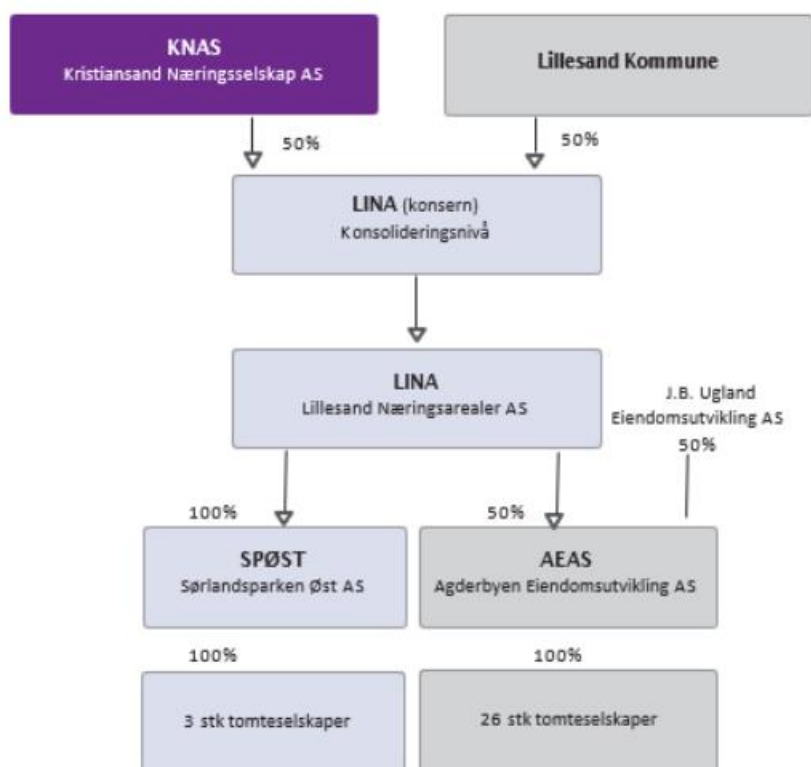 KNAS
Kristiansand Næringsselskap AS
Lillesand Kommune
50%
50%
LINA (konsern)
Konsolideringsnivå
LINA
Lillesand Næringsarealer AS
J.B. Ugland
Eiendomsutvikling AS
50%
100%
50%
SPØST
Sørlandsparken Øst AS
AEAS
Agderbyen Eiendomsutvikling AS
100%
100%
3 stk tomteselskaper
26 stk tomteselskaper